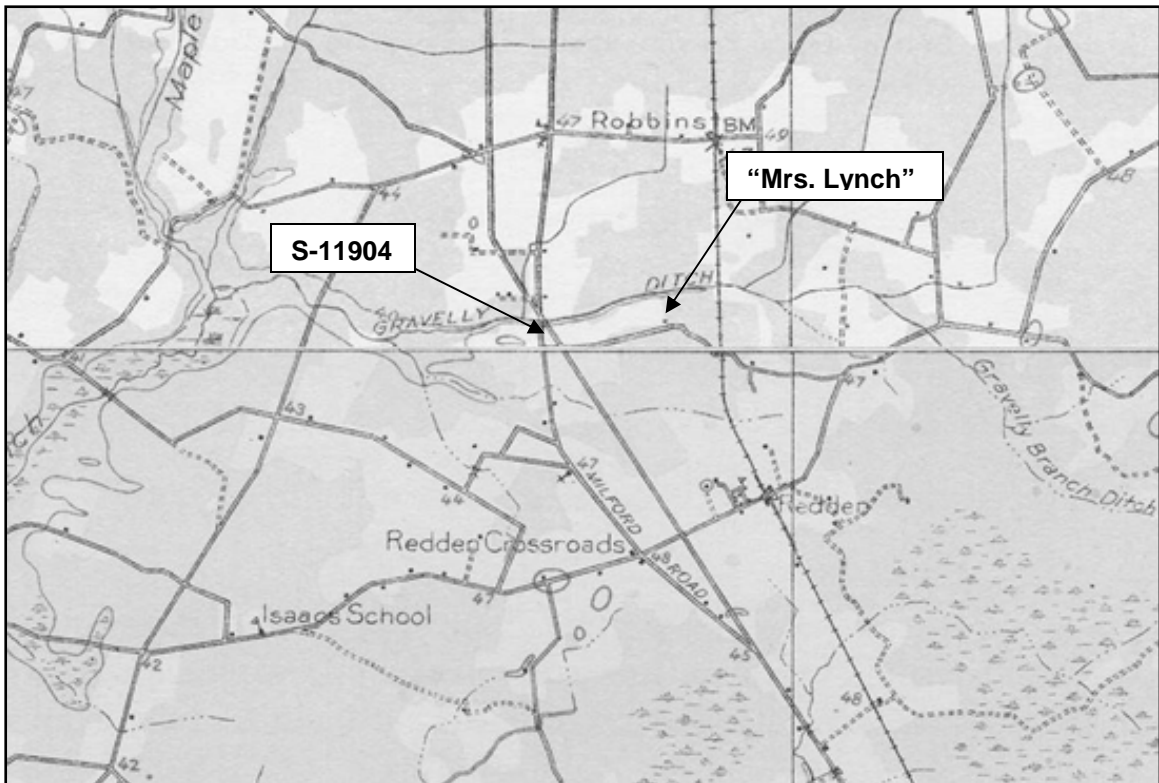 Maple
47
47
Robbins
BM
49
"Mrs. Lynch"
48
44
S-11904
DITCH
GRAVELLY
47
Gravelly Branch Ditch
43
44
MILFORD ROAD
Redden
Redden Crossroads
48
47
Isaacs School
42
45
48
42